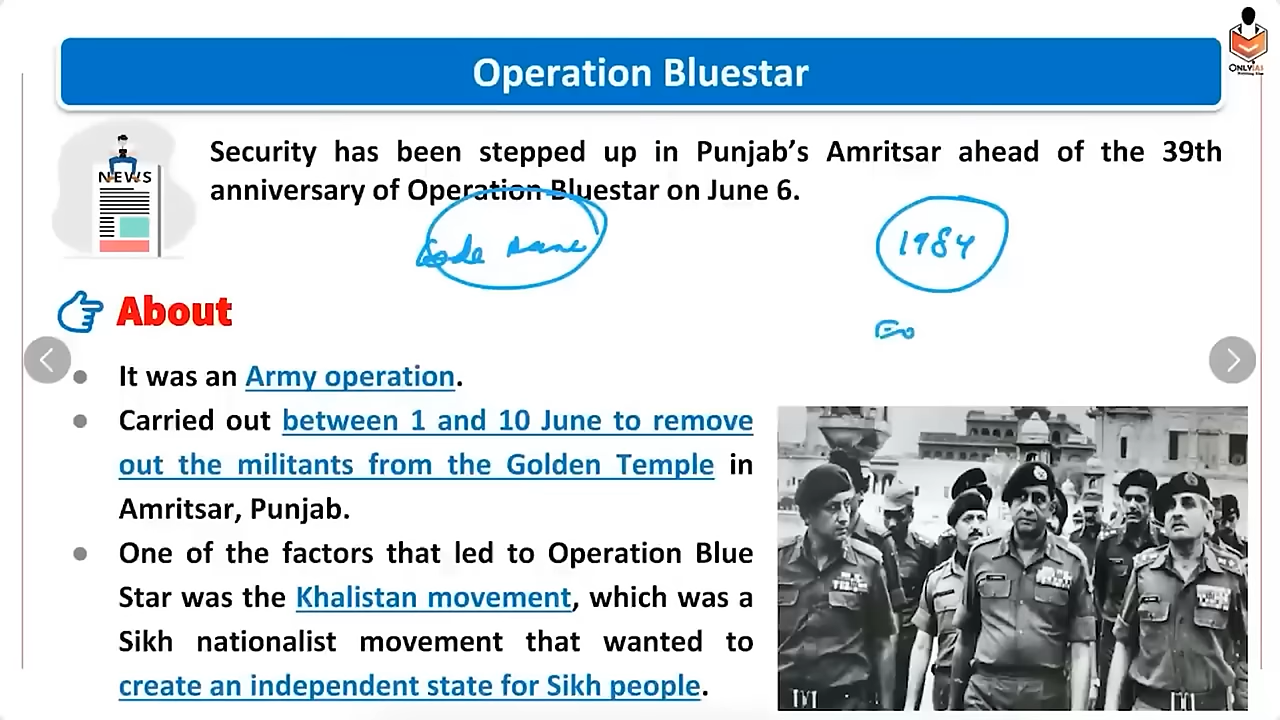 ONLYIAS
Operation Bluestar
NEWS
Security has been stepped up in Punjab's Amritsar ahead of the 39th
anniversary of Operation Bluestar on June 6.
Code Name
1984
About
It was an Army operation.
Carried out between 1 and 10 June to remove
out the militants from the Golden Temple in
Amritsar, Punjab.
One of the factors that led to Operation Blue
Star was the Khalistan movement, which was a
Sikh nationalist movement that wanted to
create an independent state for Sikh people.